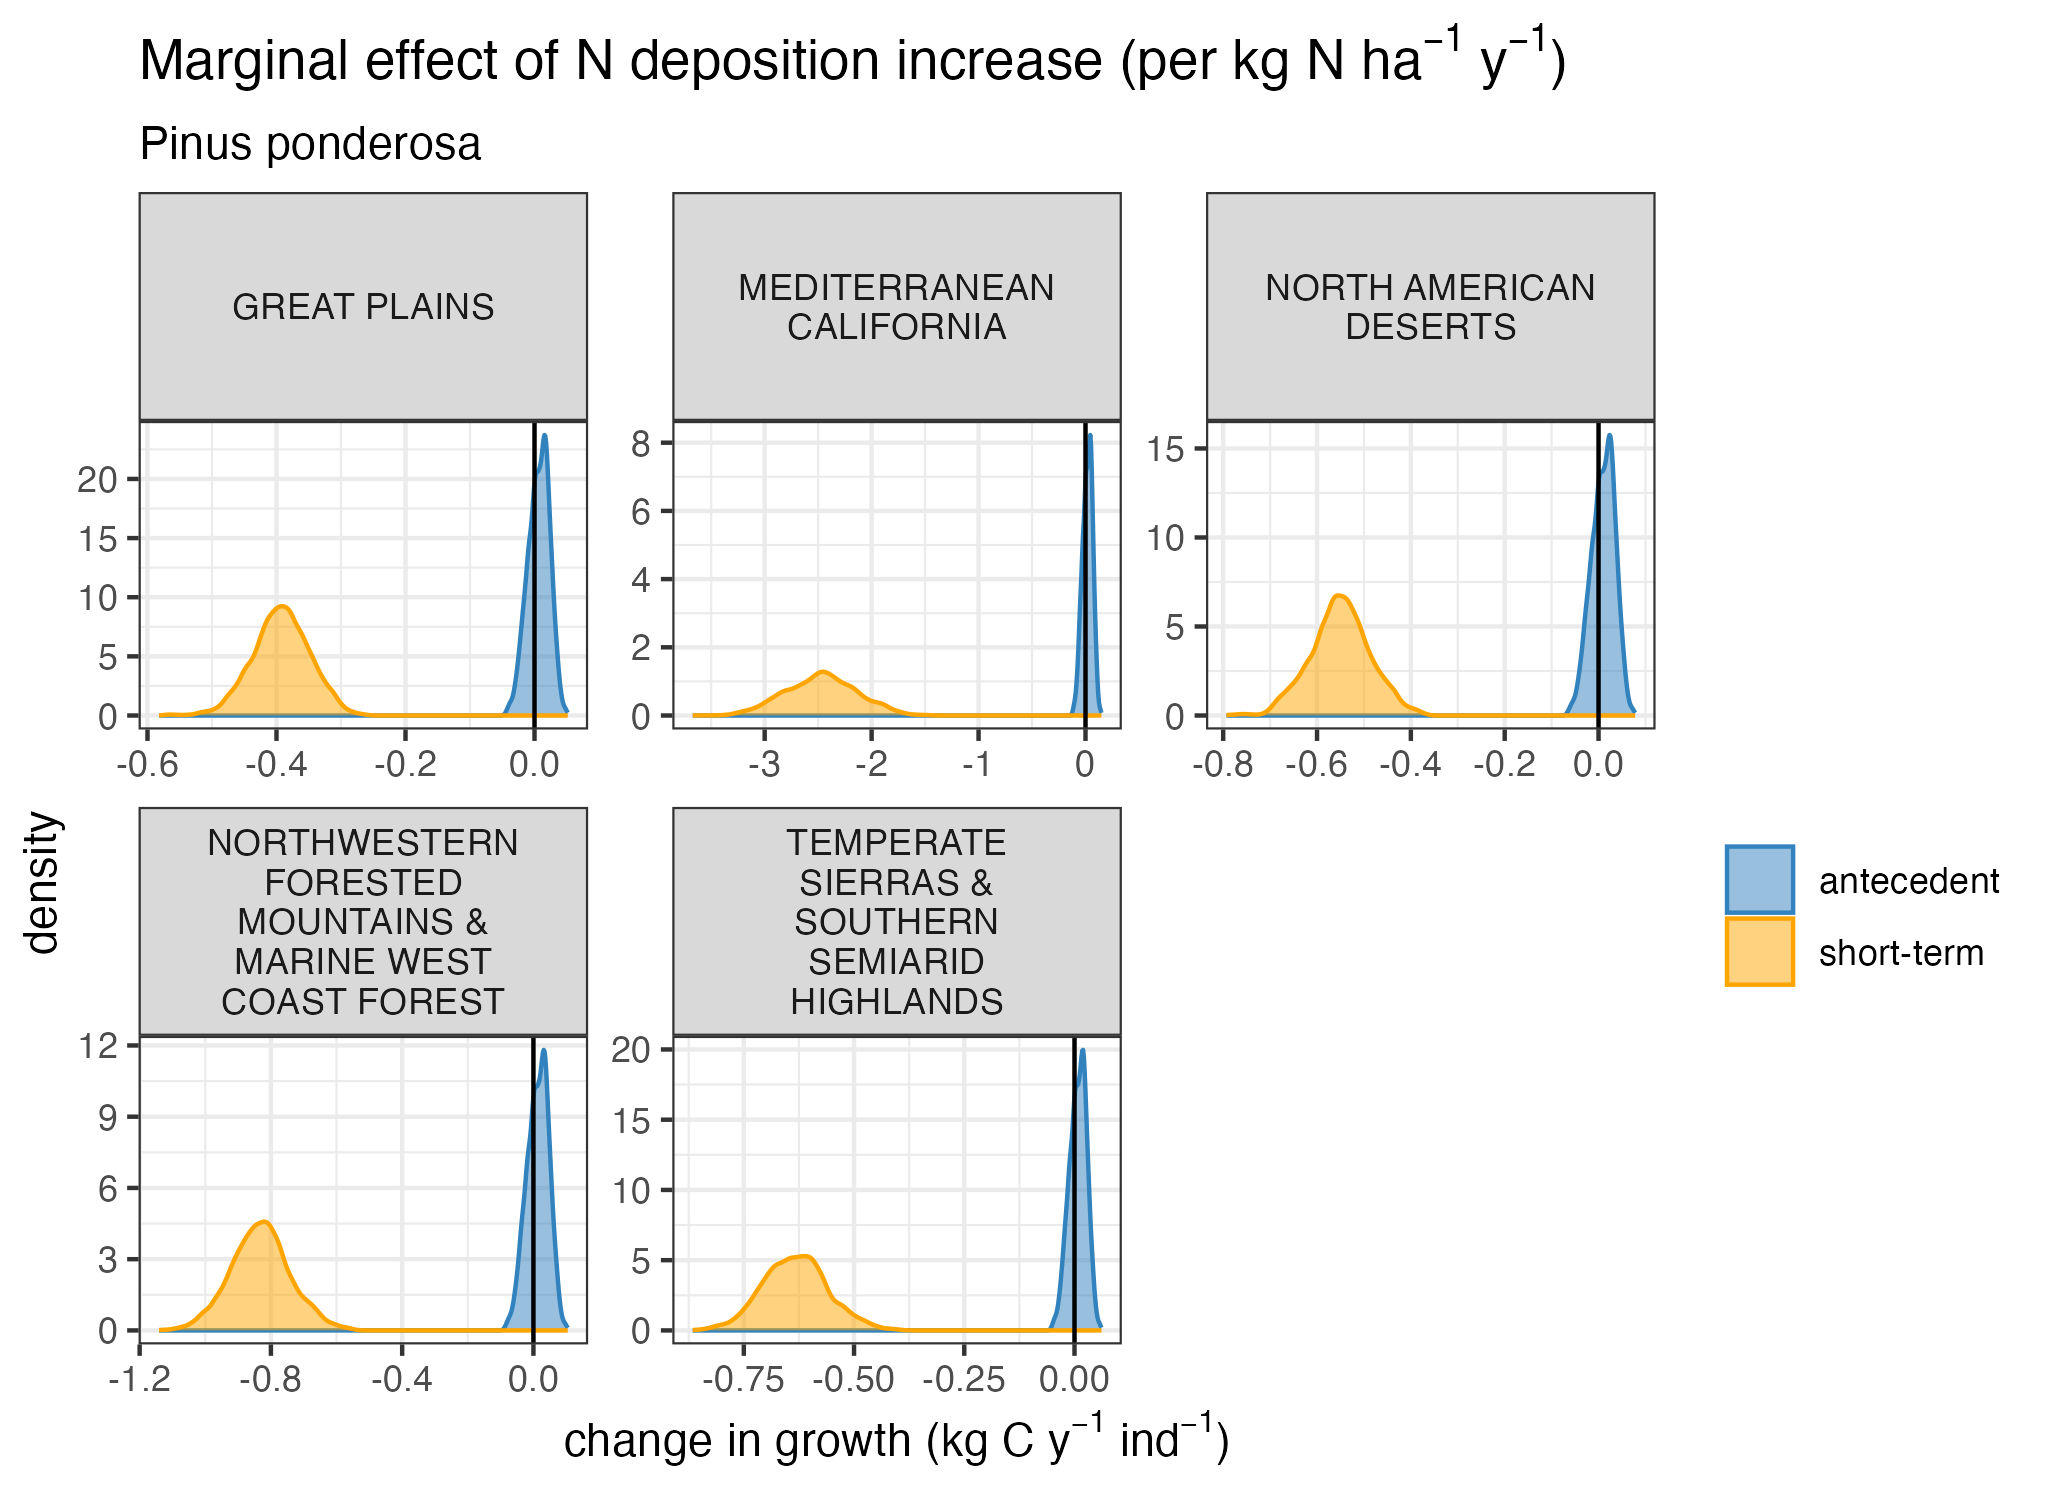 Marginal effect of N deposition increase (per kg N ha⁻¹ y⁻¹)
Pinus ponderosa
GREAT PLAINS
MEDITERRANEAN
CALIFORNIA
NORTH AMERICAN
DESERTS
20
15
10
5
0
-0.6 -0.4 -0.2 0.0
8
6
4
2
0
-3 -2 -1 0
15
10
5
0
-0.8 -0.6 -0.4 -0.2 0.0
NORTHWESTERN
FORESTED
MOUNTAINS &
MARINE WEST
COAST FOREST
TEMPERATE
SIERRAS &
SOUTHERN
SEMIARID
HIGHLANDS
12
9
6
3
0
-1.2 -0.8 -0.4 0.0
20
15
10
5
0
-0.75 -0.50 -0.25 0.00
density
change in growth (kg C y⁻¹ ind⁻¹)
antecedent
short-term